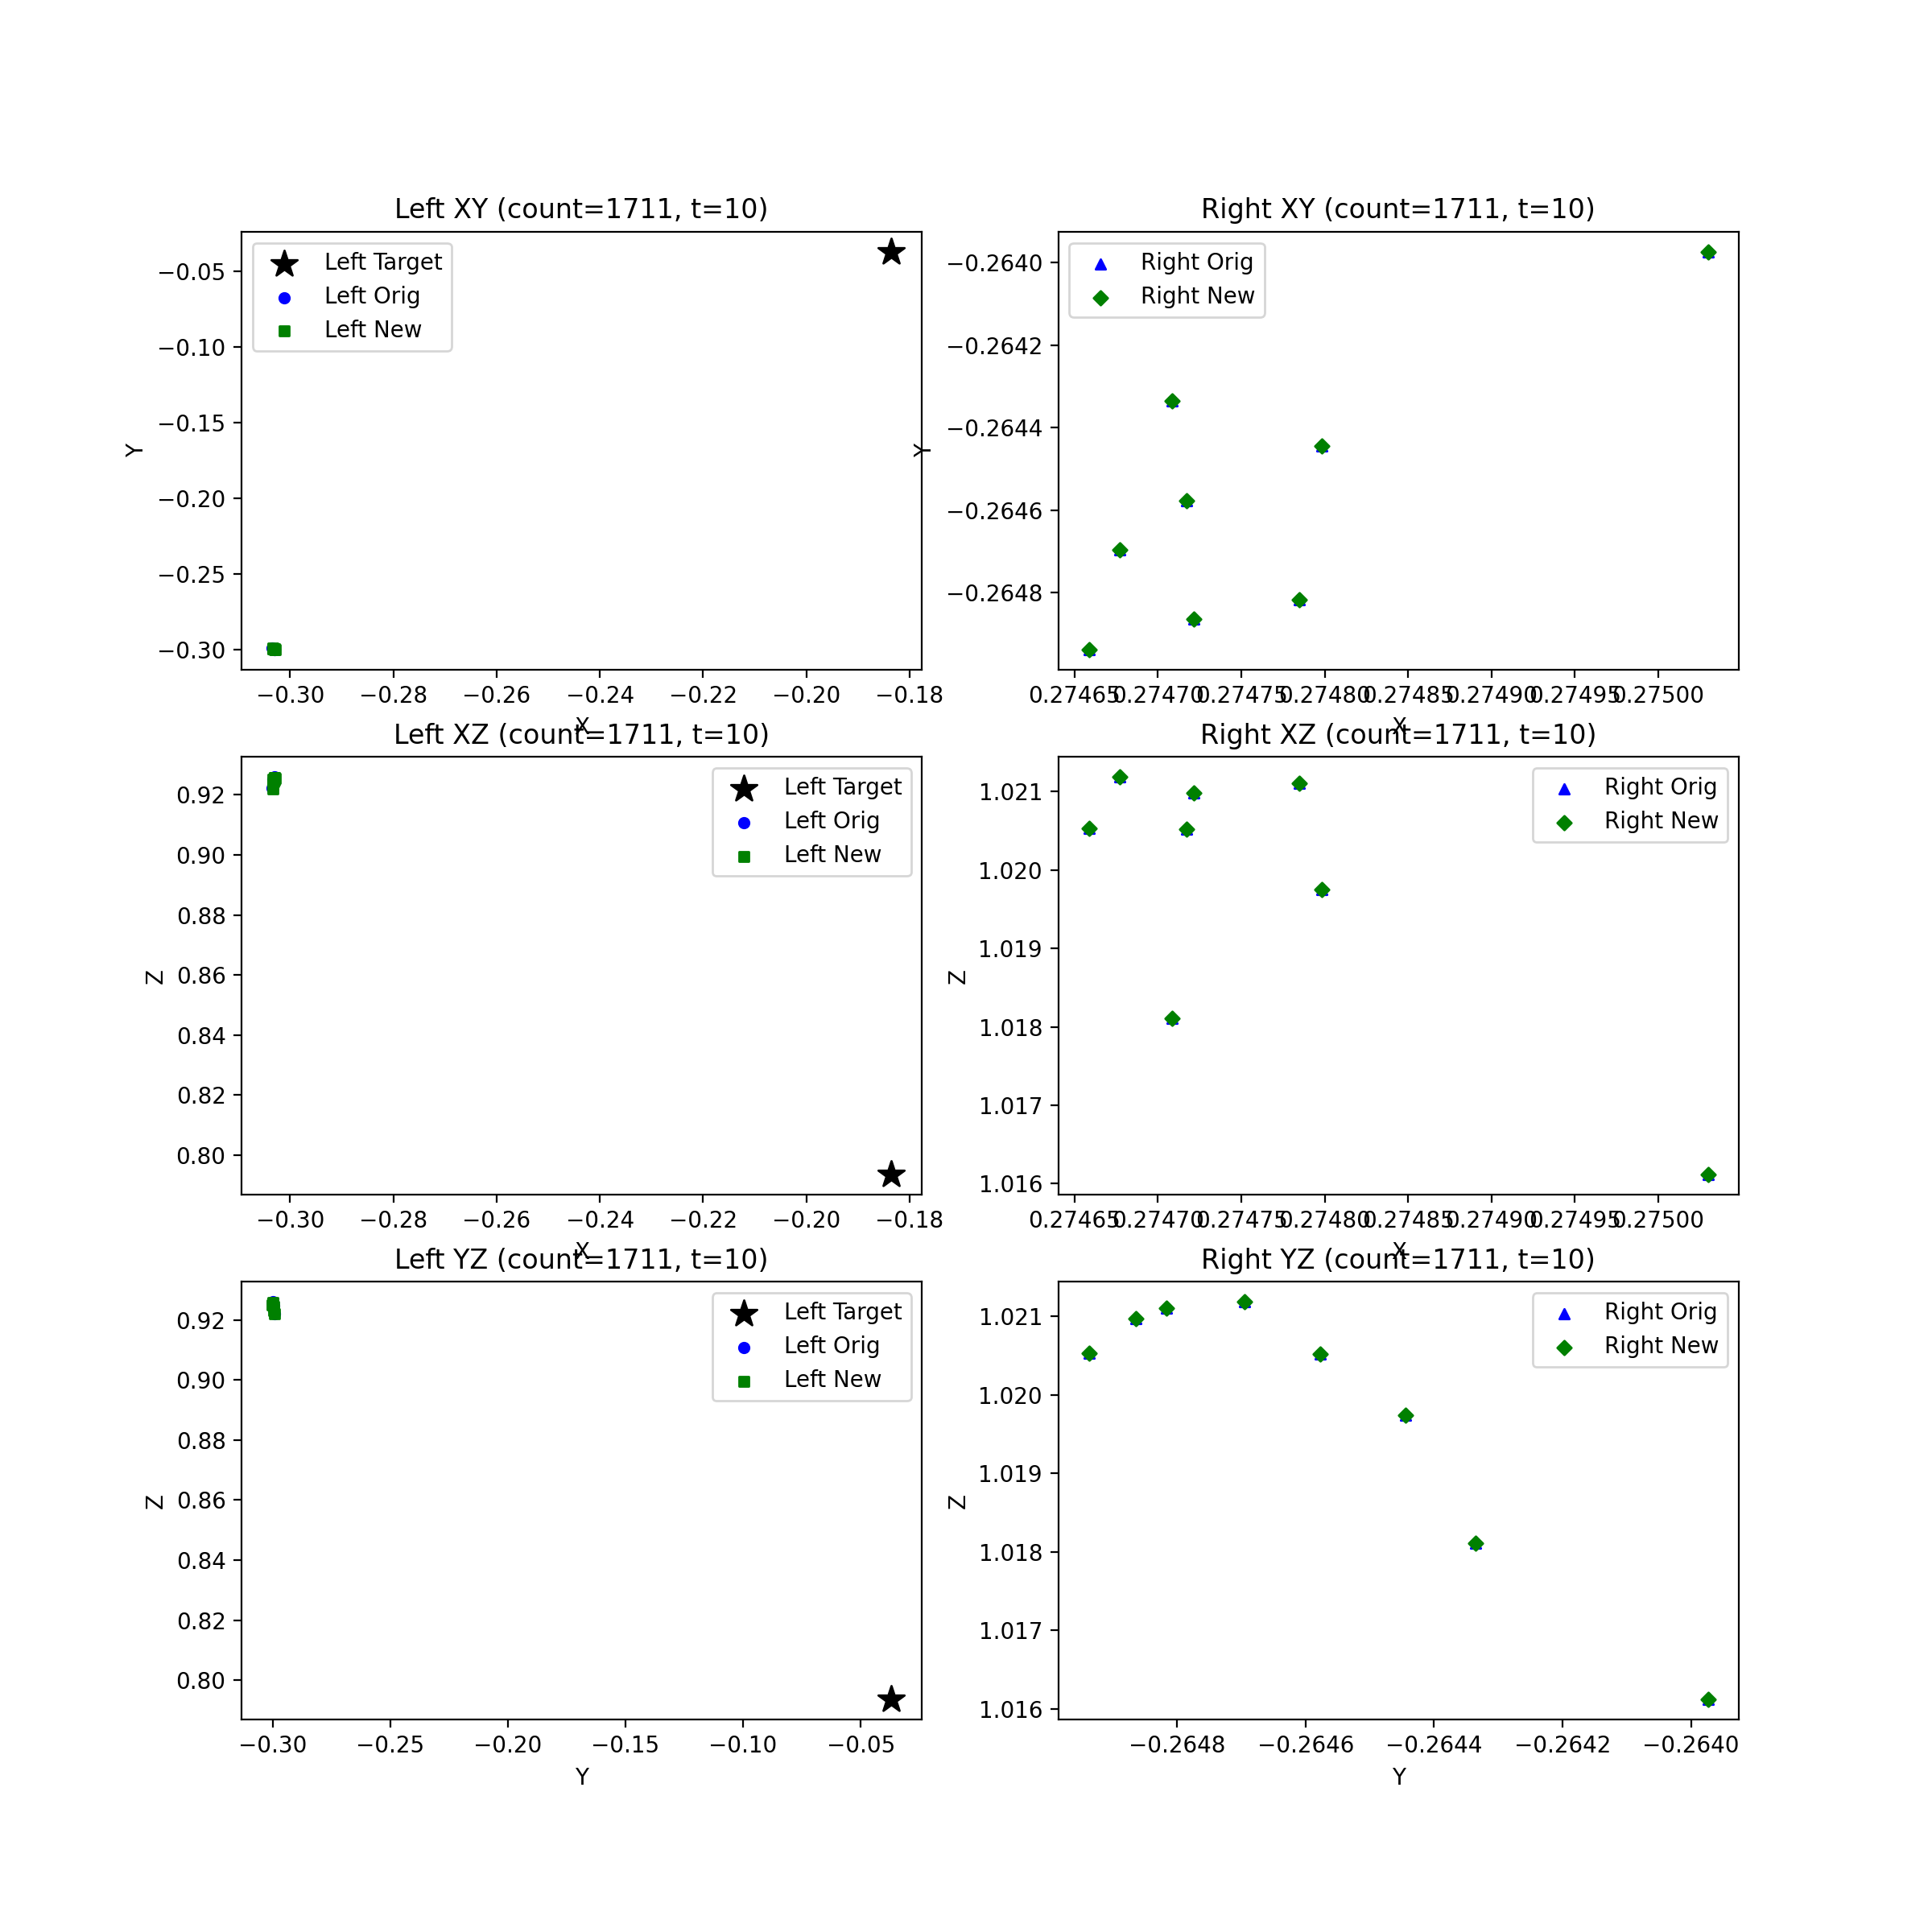 Left XY (count=1711, t=10)
Left Target
Left Orig
Left New
−0.05
−0.10
−0.15
−0.20
−0.25
−0.30
Y
−0.30 −0.28 −0.26 −0.24 −0.22 −0.20 −0.18
X
Right XY (count=1711, t=10)
Right Orig
Right New
−0.2640
−0.2642
−0.2644
−0.2646
−0.2648
Y
0.27465 0.27470 0.27475 0.27480 0.27485 0.27490 0.27495 0.27500
X
Left XZ (count=1711, t=10)
Left Target
Left Orig
Left New
0.92
0.90
0.88
0.86
0.84
0.82
0.80
Z
−0.30 −0.28 −0.26 −0.24 −0.22 −0.20 −0.18
X
Right XZ (count=1711, t=10)
Right Orig
Right New
1.021
1.020
1.019
1.018
1.017
1.016
Z
0.27465 0.27470 0.27475 0.27480 0.27485 0.27490 0.27495 0.27500
X
Left YZ (count=1711, t=10)
Left Target
Left Orig
Left New
0.92
0.90
0.88
0.86
0.84
0.82
0.80
Z
−0.30 −0.25 −0.20 −0.15 −0.10 −0.05
Y
Right YZ (count=1711, t=10)
Right Orig
Right New
1.021
1.020
1.019
1.018
1.017
1.016
Z
−0.2648 −0.2646 −0.2644 −0.2642 −0.2640
Y